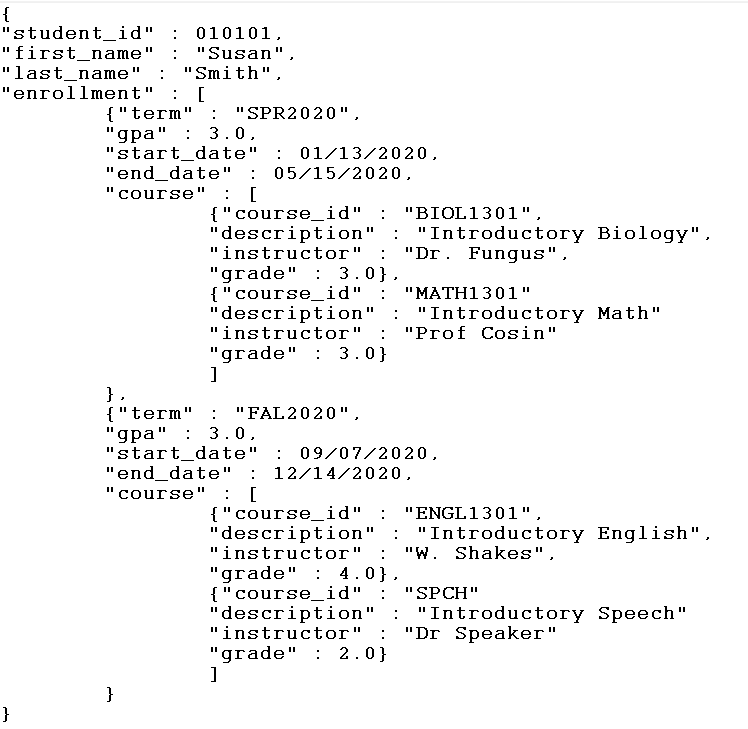 {
"student_id" : 010101,
"first_name" : "Susan",
"last_name" : "Smith",
"enrollment" : [
{"term" : "SPR2020",
"gpa" : 3.0,
"start_date" : 01/13/2020,
"end_date" : 05/15/2020,
"course" : [
{"course_id" : "BIOL1301",
"description" : "Introductory Biology",
"instructor" : "Dr. Fungus",
"grade" : 3.0},
{"course_id" : "MATH1301"
"description" : "Introductory Math"
"instructor" : "Prof Cosin"
"grade" : 3.0}
]
},
{"term" : "FAL2020",
"gpa" : 3.0,
"start_date" : 09/07/2020,
"end_date" : 12/14/2020,
"course" : [
{"course_id" : "ENGL1301",
"description" : "Introductory English",
"instructor" : "W. Shakes",
"grade" : 4.0},
{"course_id" : "SPCH"
"description" : "Introductory Speech"
"instructor" : "Dr Speaker"
"grade" : 2.0}
]
}
}